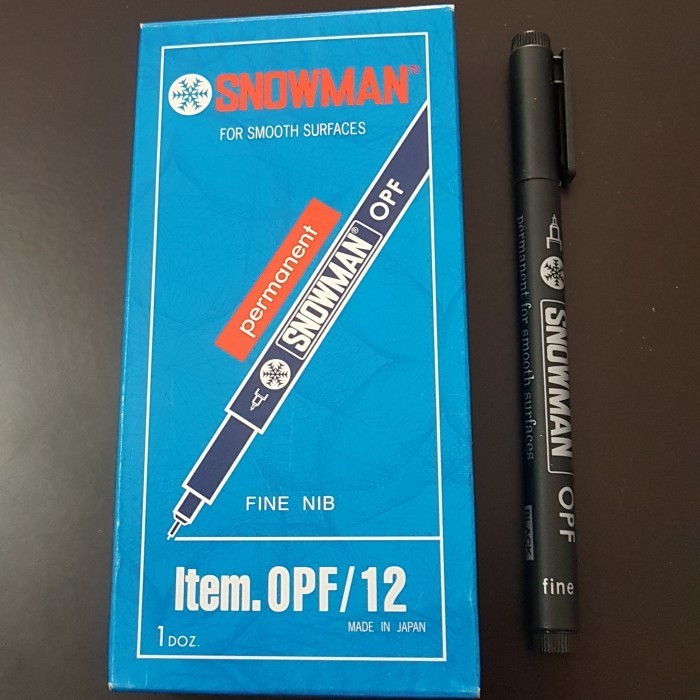 SNOWMAN®
FOR SMOOTH SURFACES
permanent
SNOWMAN® OPF
FINE NIB
Item. OPF/12
1 DOZ.
MADE IN JAPAN
permanent for smooth surfaces
SNOWMAN OPF
BLACK
fine